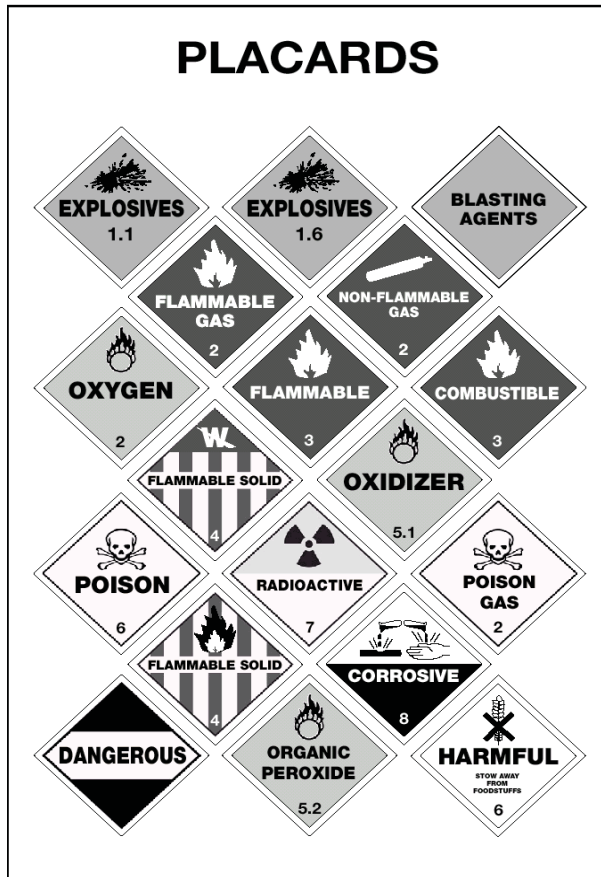 PLACARDS
EXPLOSIVES
1.1
EXPLOSIVES
1.6
BLASTING
AGENTS
FLAMMABLE
GAS
2
NON-FLAMMABLE
GAS
2
OXYGEN
2
FLAMMABLE
3
COMBUSTIBLE
3
W
FLAMMABLE SOLID
4
OXIDIZER
5.1
POISON
6
RADIOACTIVE
7
POISON
GAS
2
FLAMMABLE SOLID
4
CORROSIVE
8
DANGEROUS
ORGANIC
PEROXIDE
5.2
HARMFUL
STOW AWAY
FROM
FOODSTUFFS
6